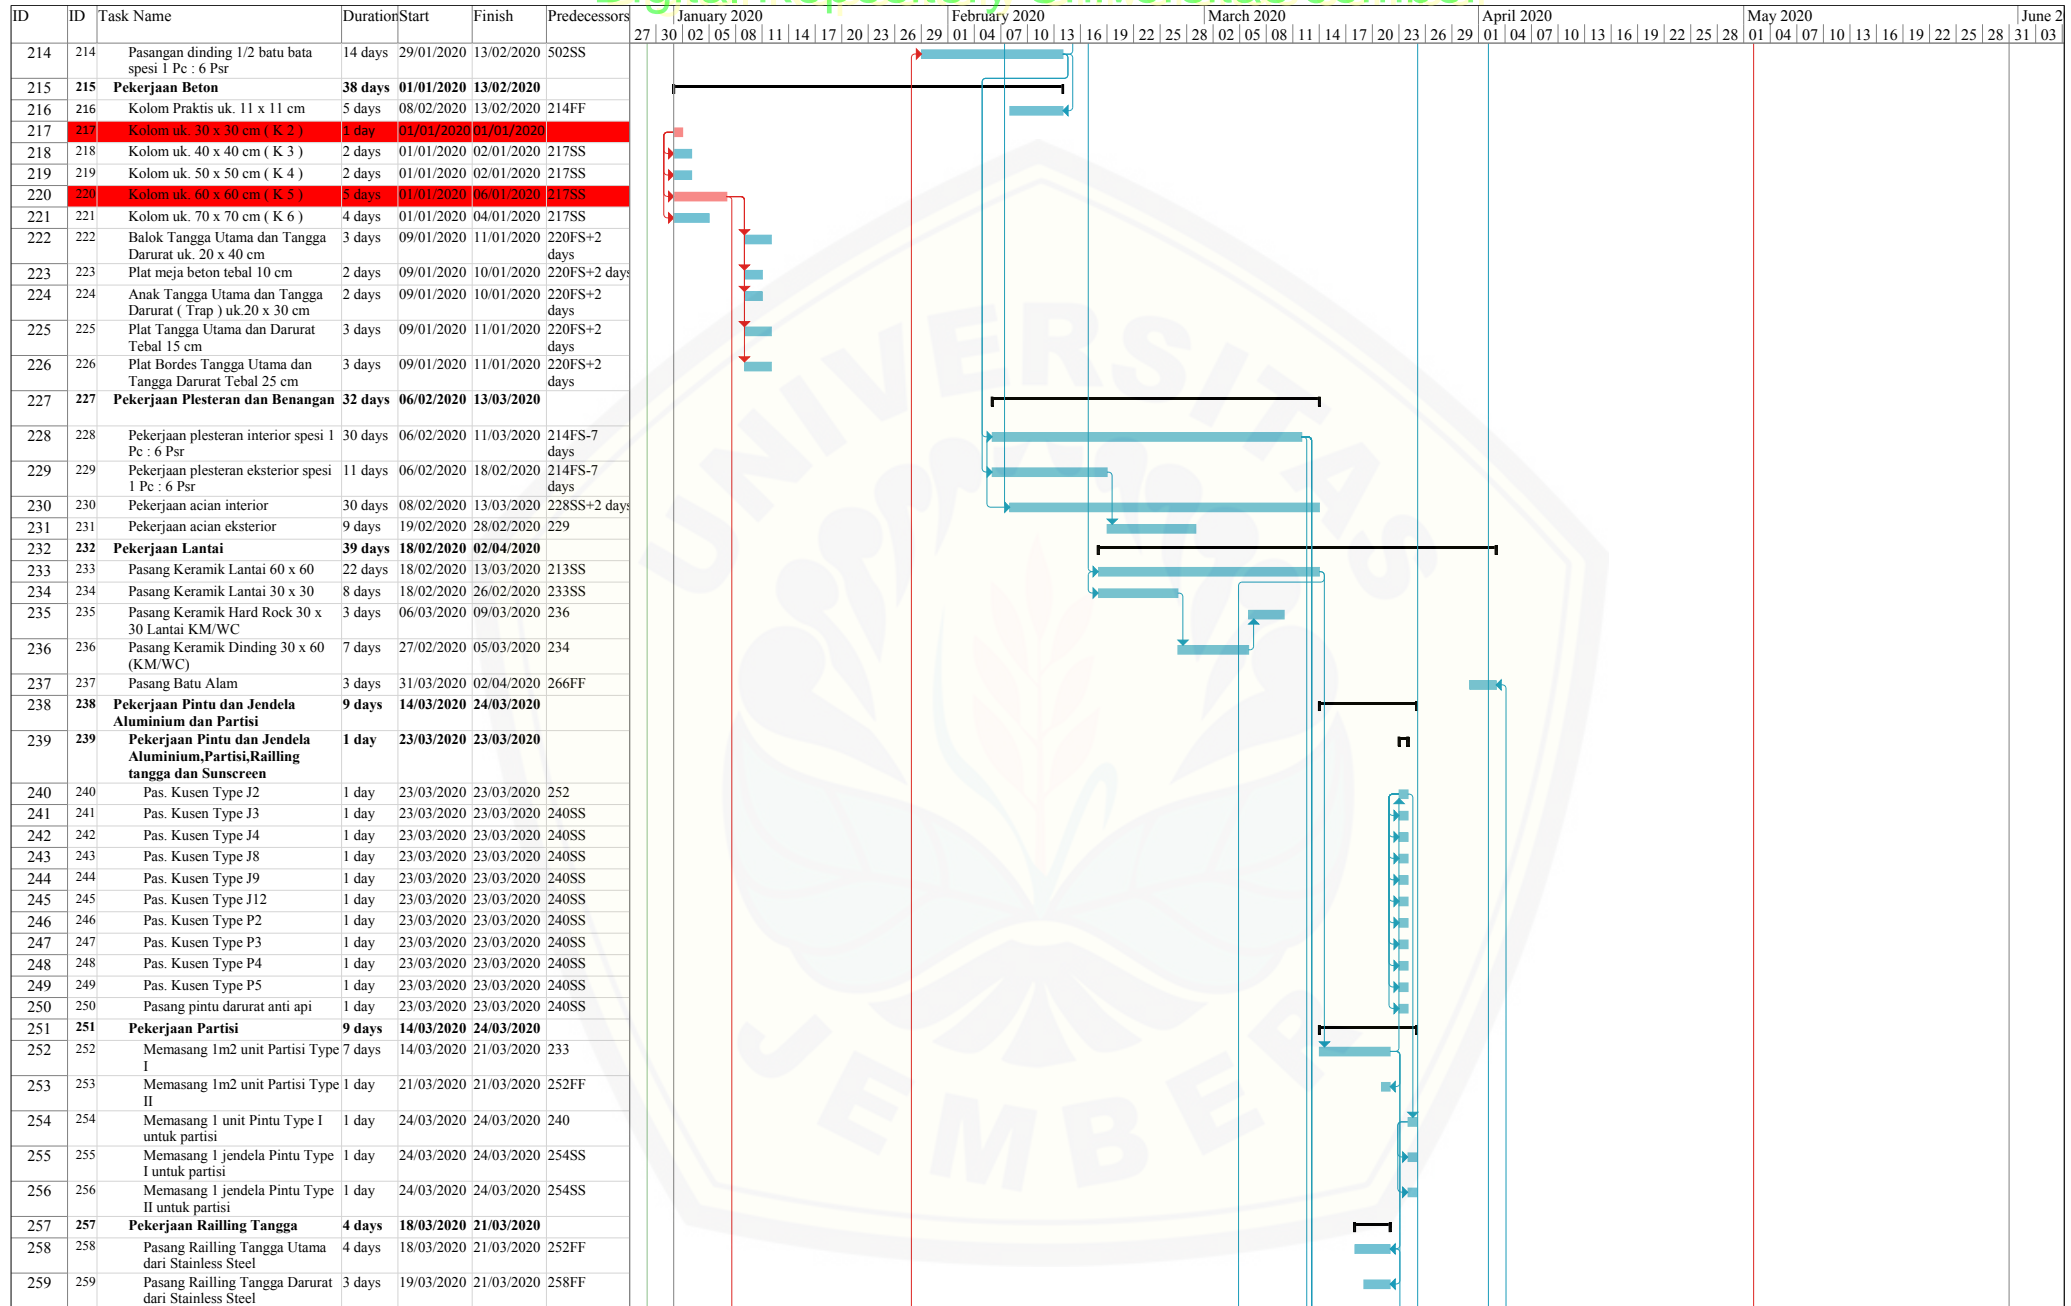 Digital Repository Universitas Jember
ID ID Task Name Duration Start Finish Predecessors January 2020 February 2020 March 2020 April 2020 May 2020 June 2
27 30 02 05 08 11 14 17 20 23 26 29 01 04 07 10 13 16 19 22 25 28 02 05 08 11 14 17 20 23 26 29 01 04 07 10 13 16 19 22 25 28 01 04 07 10 13 16 19 22 25 28 31 03
214 214 Pasangan dinding 1/2 batu bata 14 days 29/01/2020 13/02/2020 502SS
spesi 1 Pc : 6 Psr
215 215 Pekerjaan Beton 38 days 01/01/2020 13/02/2020
216 216 Kolom Praktis uk. 11 x 11 cm 5 days 08/02/2020 13/02/2020 214FF
217 217 Kolom uk. 30 x 30 cm ( K 2 ) 1 day 01/01/2020 01/01/2020
218 218 Kolom uk. 40 x 40 cm ( K 3 ) 2 days 01/01/2020 02/01/2020 217SS
219 219 Kolom uk. 50 x 50 cm ( K 4 ) 2 days 01/01/2020 02/01/2020 217SS
220 220 Kolom uk. 60 x 60 cm ( K 5 ) 5 days 01/01/2020 06/01/2020 217SS
221 221 Kolom uk. 70 x 70 cm ( K 6 ) 4 days 01/01/2020 04/01/2020 217SS
222 222 Balok Tangga Utama dan Tangga 3 days 09/01/2020 11/01/2020 220FS+2
Darurat uk. 20 x 40 cm days
223 223 Plat meja beton tebal 10 cm 2 days 09/01/2020 10/01/2020 220FS+2 days
224 224 Anak Tangga Utama dan Tangga 2 days 09/01/2020 10/01/2020 220FS+2
Darurat ( Trap ) uk.20 x 30 cm days
225 225 Plat Tangga Utama dan Darurat 3 days 09/01/2020 11/01/2020 220FS+2
Tebal 15 cm days
226 226 Plat Bordes Tangga Utama dan 3 days 09/01/2020 11/01/2020 220FS+2
Tangga Darurat Tebal 25 cm days
227 227 Pekerjaan Plesteran dan Benangan 32 days 06/02/2020 13/03/2020
228 228 Pekerjaan plesteran interior spesi 1 30 days 06/02/2020 11/03/2020 214FS-7
Pc : 6 Psr days
229 229 Pekerjaan plesteran eksterior spesi 11 days 06/02/2020 18/02/2020 214FS-7
1 Pc : 6 Psr days
230 230 Pekerjaan acian interior 30 days 08/02/2020 13/03/2020 228SS+2 days
231 231 Pekerjaan acian eksterior 9 days 19/02/2020 28/02/2020 229
232 232 Pekerjaan Lantai 39 days 18/02/2020 02/04/2020
233 233 Pasang Keramik Lantai 60 x 60 22 days 18/02/2020 13/03/2020 213SS
234 234 Pasang Keramik Lantai 30 x 30 8 days 18/02/2020 26/02/2020 233SS
235 235 Pasang Keramik Hard Rock 30 x 3 days 06/03/2020 09/03/2020 236
30 Lantai KM/WC
236 236 Pasang Keramik Dinding 30 x 60 7 days 27/02/2020 05/03/2020 234
(KM/WC)
237 237 Pasang Batu Alam 3 days 31/03/2020 02/04/2020 266FF
238 238 Pekerjaan Pintu dan Jendela 9 days 14/03/2020 24/03/2020
Aluminium dan Partisi
239 239 Pekerjaan Pintu dan Jendela 1 day 23/03/2020 23/03/2020
Aluminium,Partisi,Railling
tangga dan Sunscreen
240 240 Pas. Kusen Type J2 1 day 23/03/2020 23/03/2020 252
241 241 Pas. Kusen Type J3 1 day 23/03/2020 23/03/2020 240SS
242 242 Pas. Kusen Type J4 1 day 23/03/2020 23/03/2020 240SS
243 243 Pas. Kusen Type J8 1 day 23/03/2020 23/03/2020 240SS
244 244 Pas. Kusen Type J9 1 day 23/03/2020 23/03/2020 240SS
245 245 Pas. Kusen Type J12 1 day 23/03/2020 23/03/2020 240SS
246 246 Pas. Kusen Type P2 1 day 23/03/2020 23/03/2020 240SS
247 247 Pas. Kusen Type P3 1 day 23/03/2020 23/03/2020 240SS
248 248 Pas. Kusen Type P4 1 day 23/03/2020 23/03/2020 240SS
249 249 Pas. Kusen Type P5 1 day 23/03/2020 23/03/2020 240SS
250 250 Pasang pintu darurat anti api 1 day 23/03/2020 23/03/2020 240SS
251 251 Pekerjaan Partisi 9 days 14/03/2020 24/03/2020
252 252 Memasang 1m2 unit Partisi Type 7 days 14/03/2020 21/03/2020 233
I
253 253 Memasang 1m2 unit Partisi Type 1 day 21/03/2020 21/03/2020 252FF
II
254 254 Memasang 1 unit Pintu Type I 1 day 24/03/2020 24/03/2020 240
untuk partisi
255 255 Memasang 1 jendela Pintu Type 1 day 24/03/2020 24/03/2020 254SS
I untuk partisi
256 256 Memasang 1 jendela Pintu Type 1 day 24/03/2020 24/03/2020 254SS
II untuk partisi
257 257 Pekerjaan Railling Tangga 4 days 18/03/2020 21/03/2020
258 258 Pasang Railling Tangga Utama 4 days 18/03/2020 21/03/2020 252FF
dari Stainless Steel
259 259 Pasang Railling Tangga Darurat 3 days 19/03/2020 21/03/2020 258FF
dari Stainless Steel
UNIVERSITAS
JEMBER